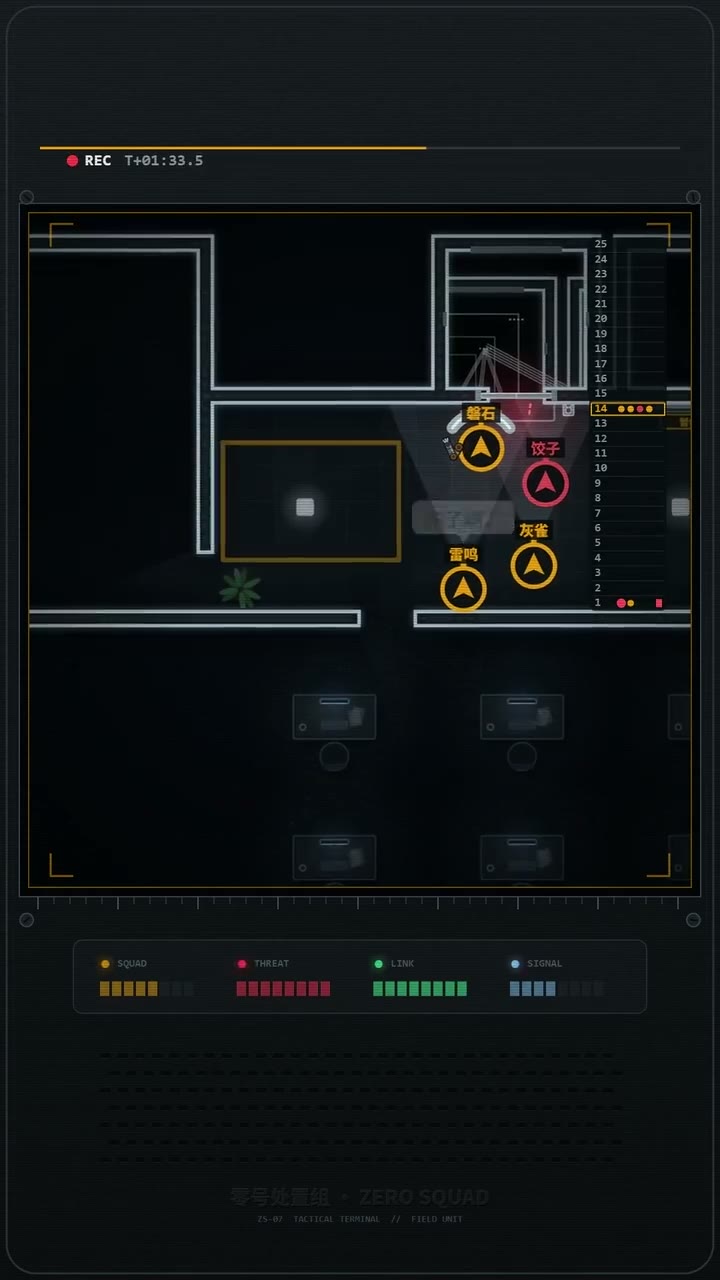 REC T+01:33.5
25
24
23
22
21
20
19
18
17
16
15
14
13
12
11
10
9
8
7
6
5
4
3
2
1
磐石
饺子
灰雀
雷鸣
SQUAD
THREAT
LINK
SIGNAL
零号处置组 · ZERO SQUAD
ZS-07 TACTICAL TERMINAL // FIELD UNIT